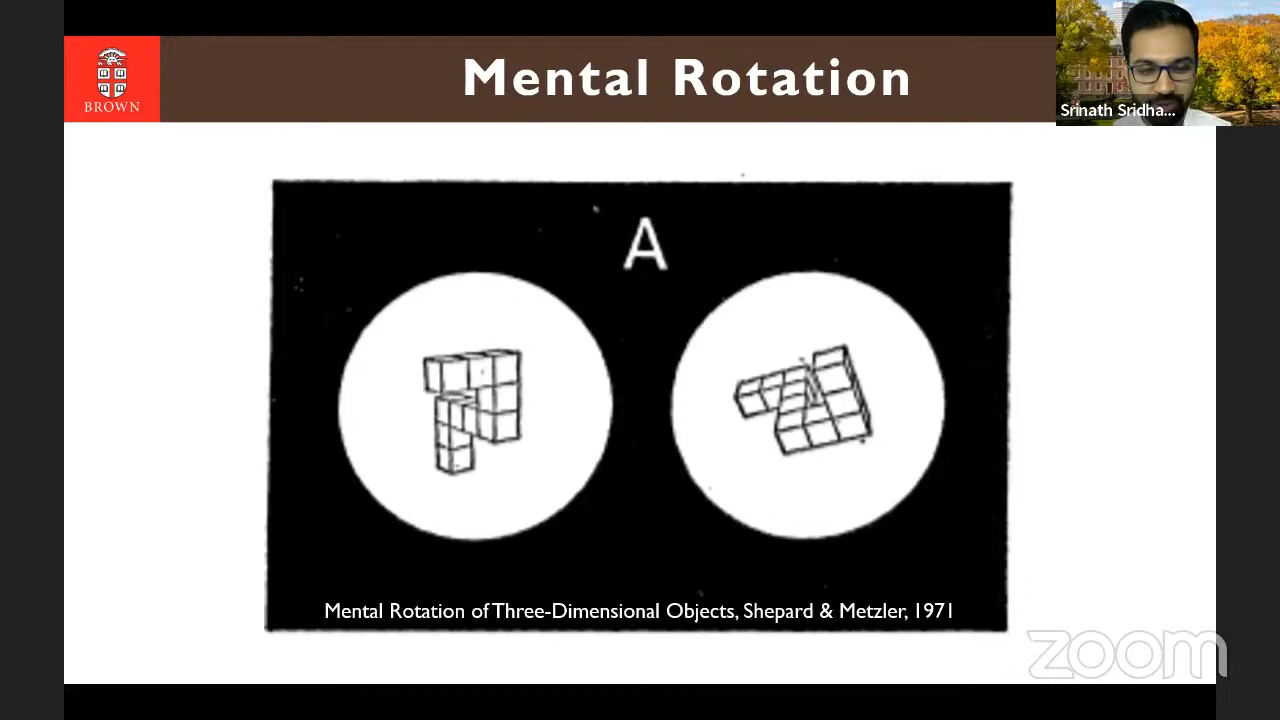 BROWN
Mental Rotation
Srinath Sridha...
A
Mental Rotation of Three-Dimensional Objects, Shepard & Metzler, 1971
zoom